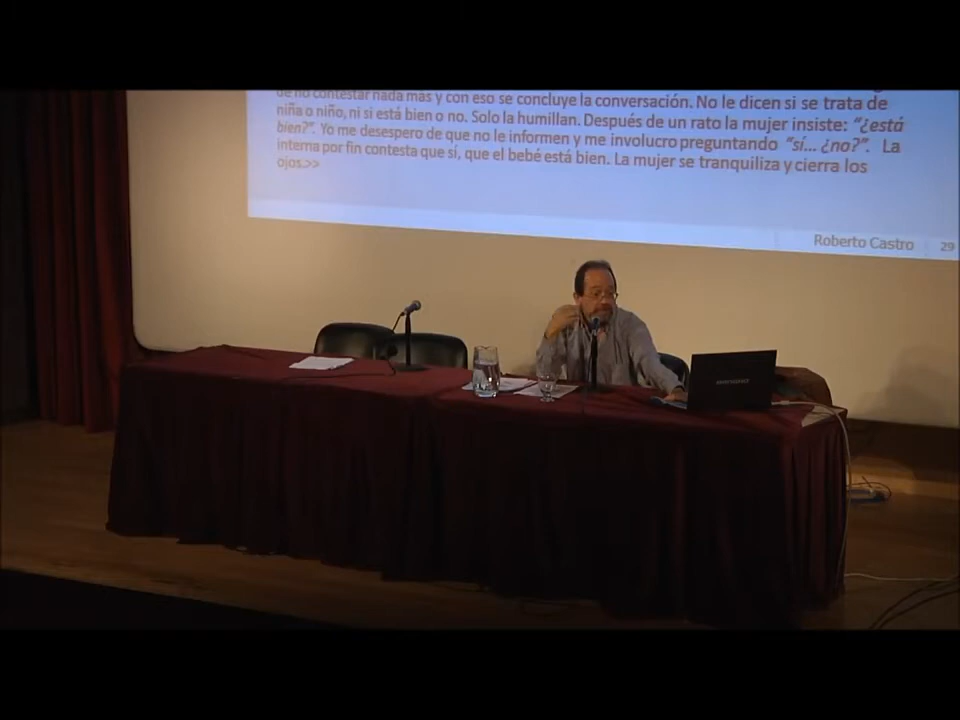 de no contestar nada más y con eso se concluye la conversación. No le dicen si se trata de
niña o niño, ni si está bien o no. Solo la humillan. Después de un rato la mujer insiste: “¿está
bien?”. Yo me desespero de que no le informen y me involucro preguntando “sí... ¿no?”. La
interna por fin contesta que sí, que el bebé está bien. La mujer se tranquiliza y cierra los
ojos.>>
Roberto Castro 29